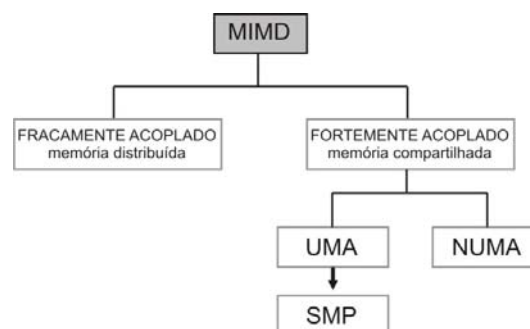 MIMD
FRACAMENTE ACOPLADO
memória distribuída
FORTEMENTE ACOPLADO
memória compartilhada
UMA
NUMA
SMP